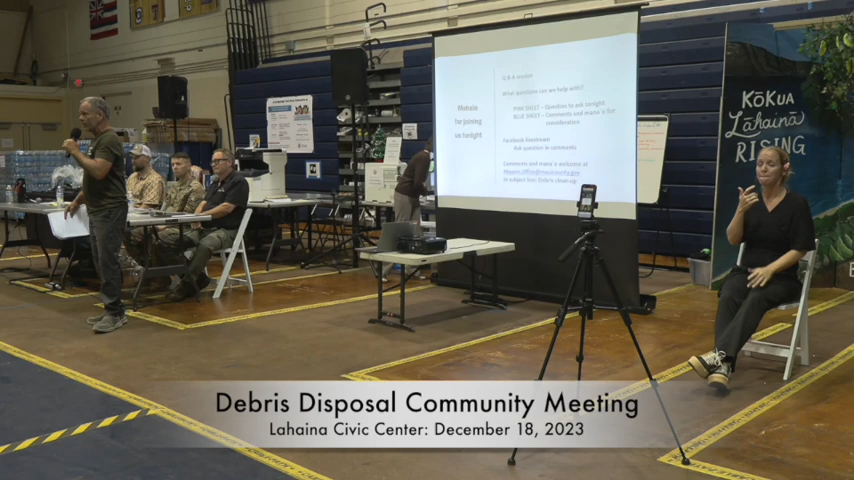 Q & A session
What questions can we help with?
Mahalo
for joining
us tonight
PINK SHEET – Question to ask tonight
BLUE SHEET – Comments and mana'o for
consideration
Facebook livestream
Ask question in comments
Comments and mana'o welcome at
in subject line: Debris clean up
KŌKUA
Lāhainā
RISING
Debris Disposal Community Meeting
Lahaina Civic Center: December 18, 2023